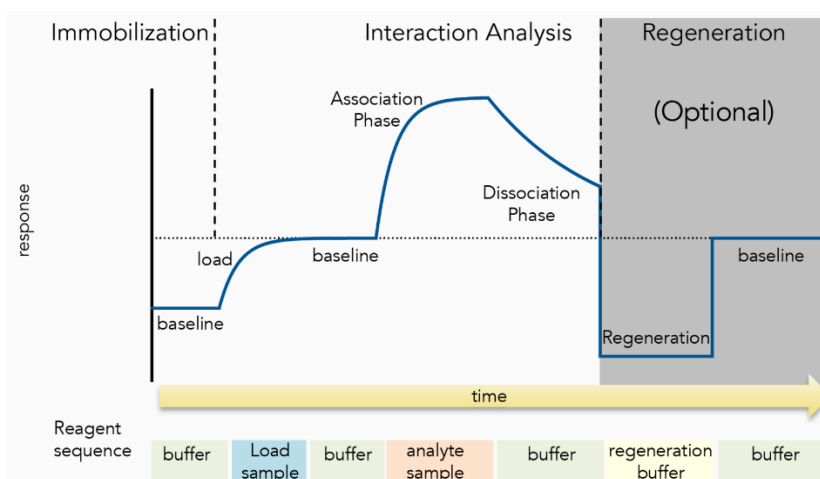 Immobilization
Interaction Analysis
Regeneration
(Optional)
Association
Phase
Dissociation
Phase
response
load
baseline
baseline
baseline
Regeneration
time
Reagent
sequence
buffer
Load
sample
buffer
analyte
sample
buffer
regeneration
buffer
buffer